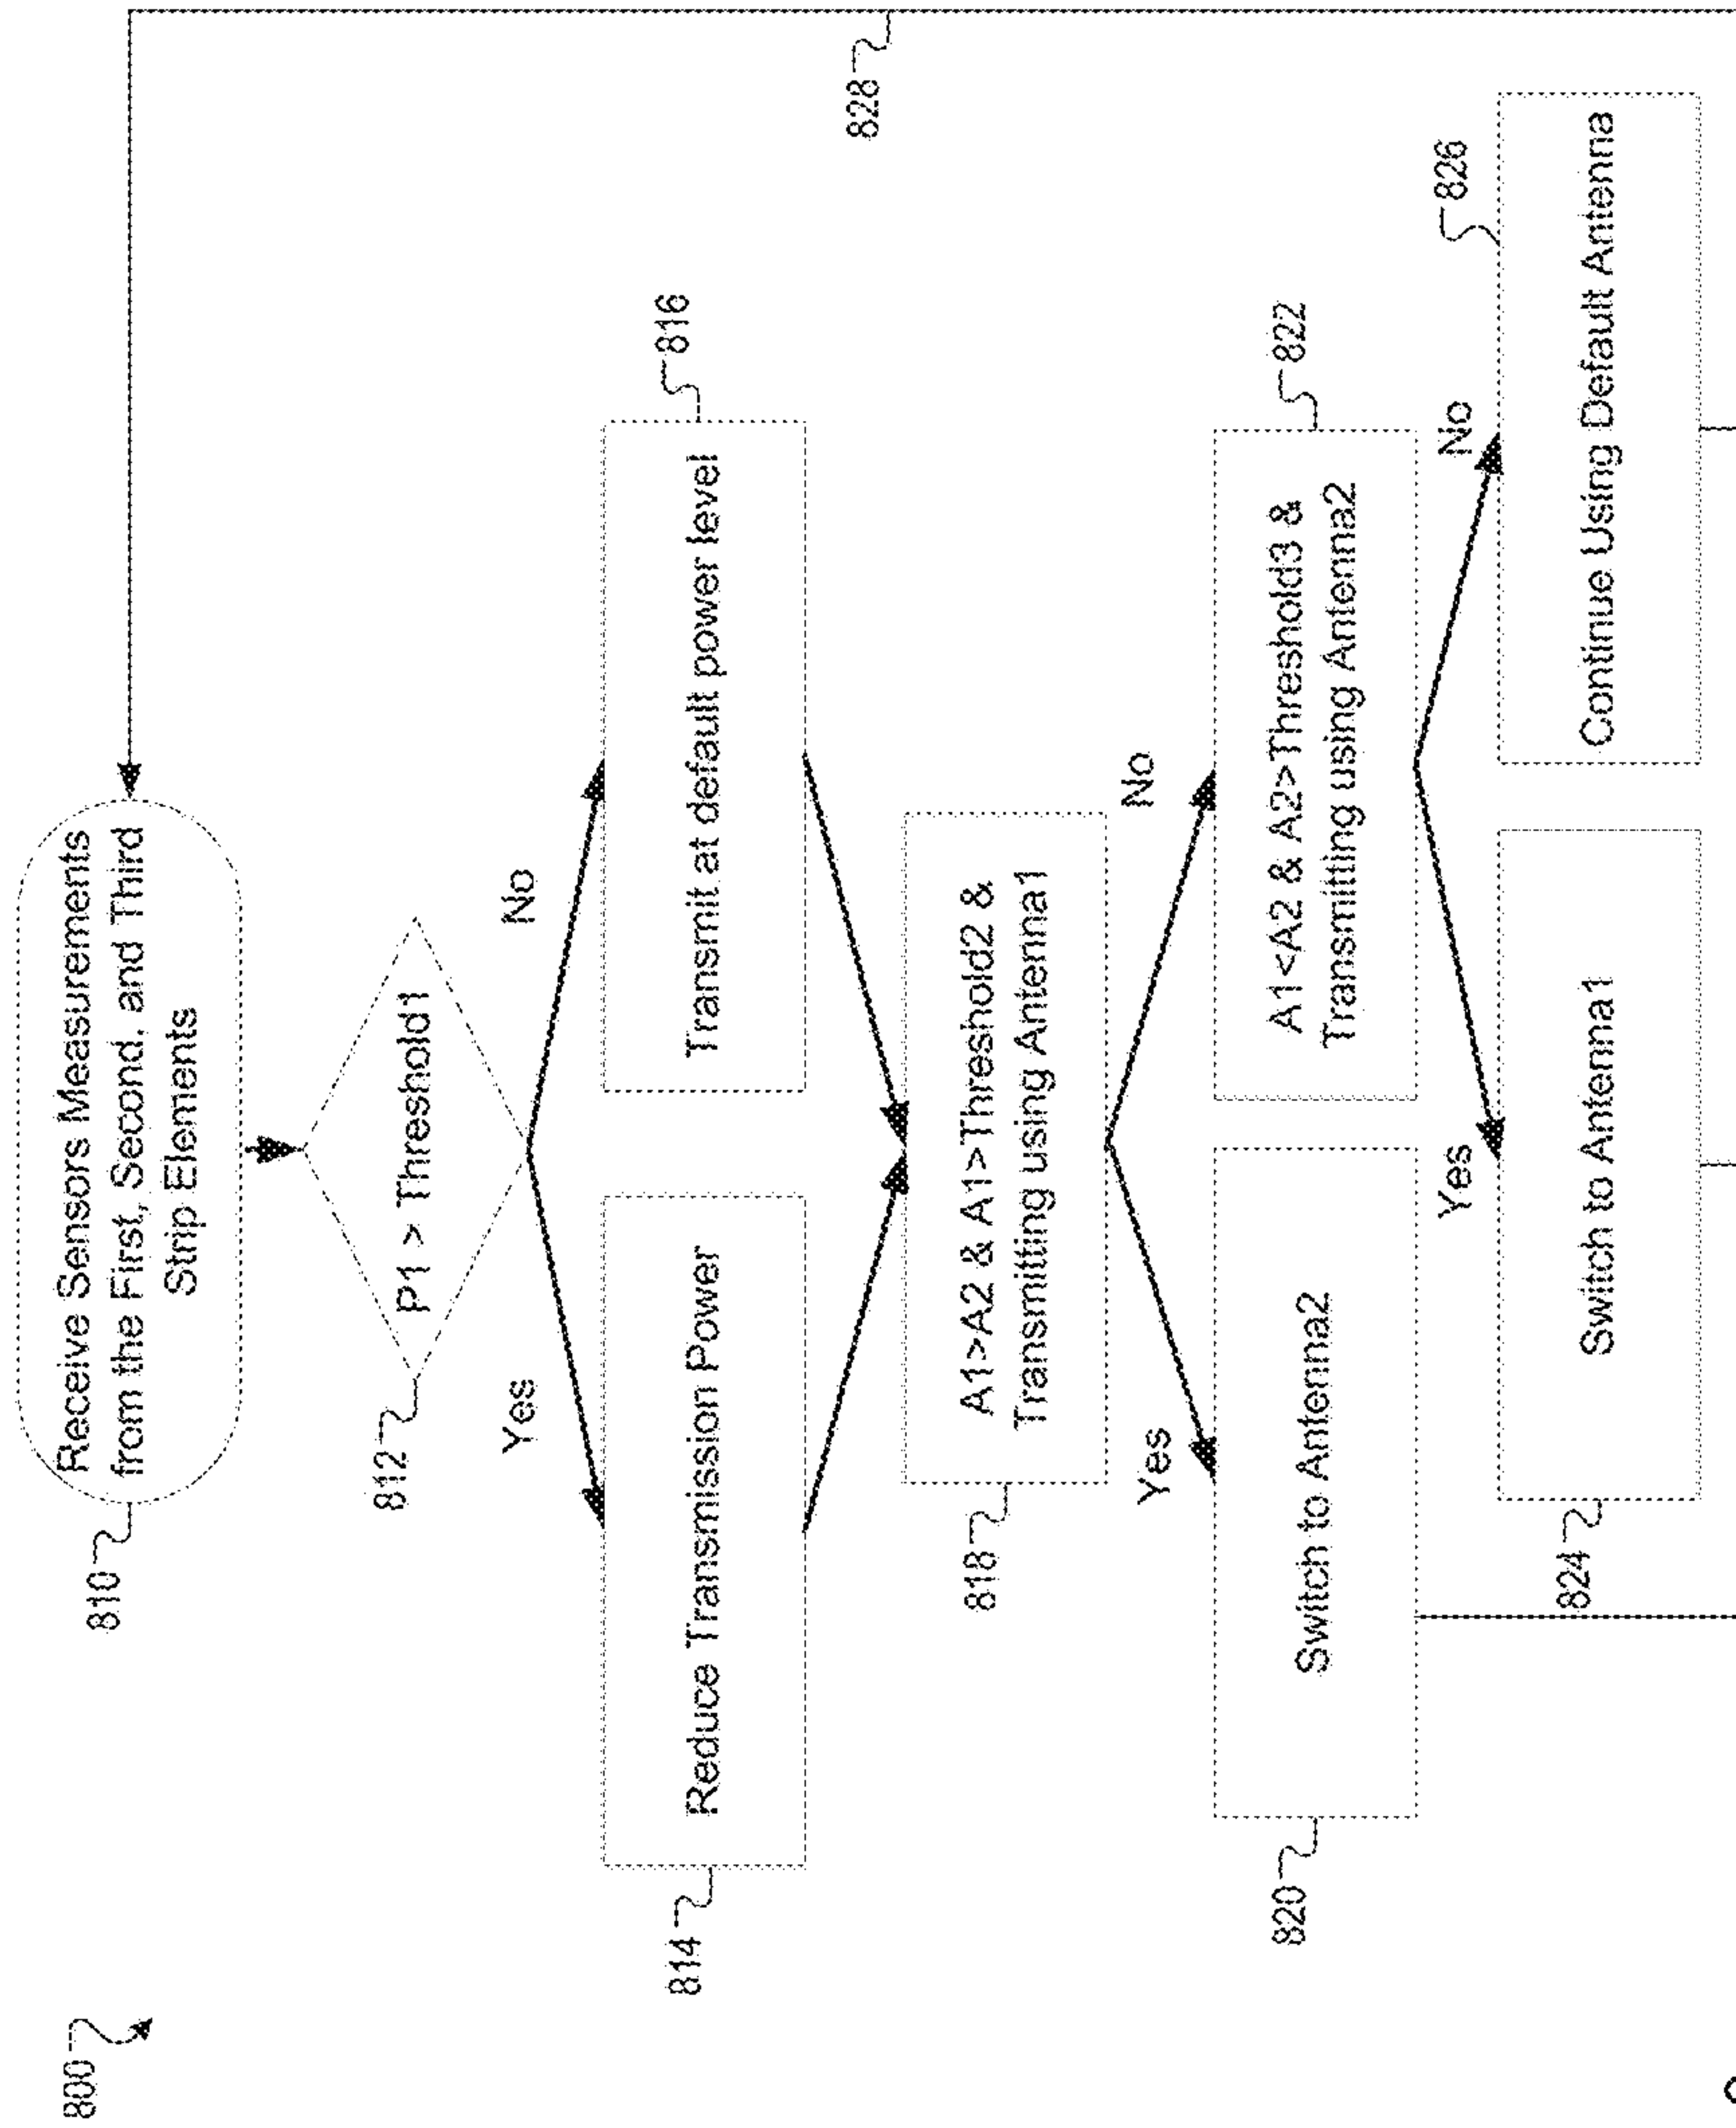 800
810
Receive Sensors Measurements
from the First, Second, and Third
Strip Elements
812
P1 > Threshold1
Yes
No
814
Reduce Transmission Power
Transmit at default power level
816
818
A1>A2 & A1>Threshold2 &
Transmitting using Antenna1
828
Yes
No
820
Switch to Antenna2
A1<A2 & A2>Threshold3 &
Transmitting using Antenna2
822
Yes
No
824
Switch to Antenna1
Continue Using Default Antenna
826